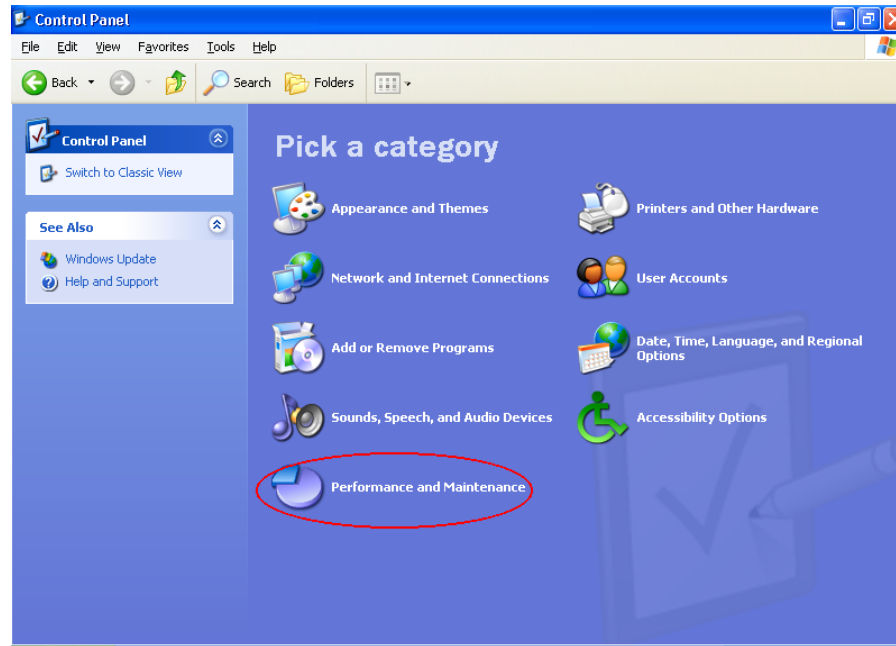 Control Panel
File Edit View Favorites Tools Help
Back Search Folders
Control Panel
Switch to Classic View
See Also
Windows Update
Help and Support
Pick a category
Appearance and Themes
Printers and Other Hardware
Network and Internet Connections
User Accounts
Add or Remove Programs
Date, Time, Language, and Regional
Options
Sounds, Speech, and Audio Devices
Accessibility Options
Performance and Maintenance